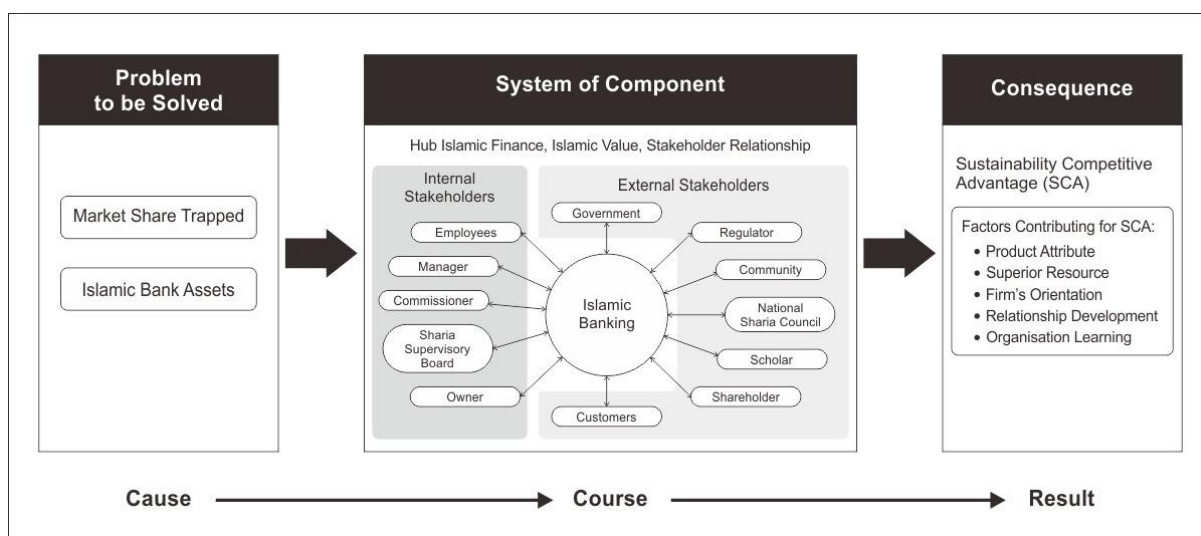 Problem
to be Solved
Market Share Trapped
Islamic Bank Assets
System of Component
Hub Islamic Finance, Islamic Value, Stakeholder Relationship
Internal
Stakeholders
External Stakeholders
Employees
Manager
Commissioner
Sharia
Supervisory
Board
Owner
Government
Islamic
Banking
Customers
Regulator
Community
National
Sharia Council
Scholar
Shareholder
Consequence
Sustainability Competitive
Advantage (SCA)
Factors Contributing for SCA:
• Product Attribute
• Superior Resource
• Firm's Orientation
• Relationship Development
• Organisation Learning
Cause
Course
Result